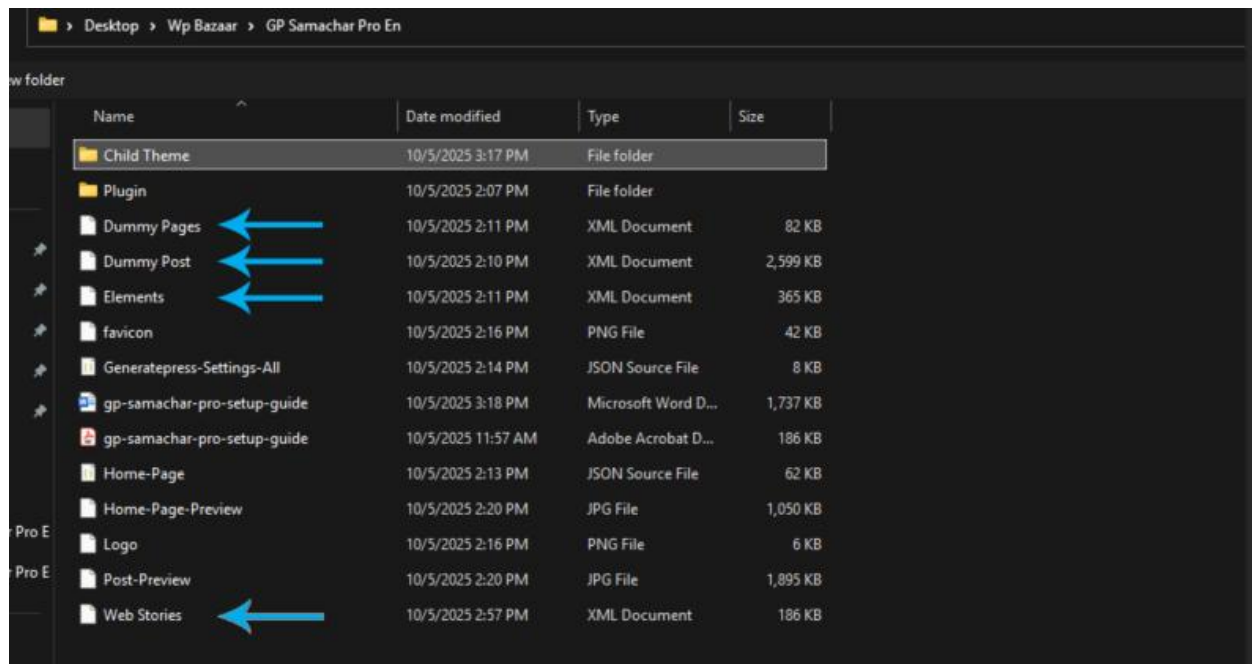 Desktop > Wp Bazaar > GP Samachar Pro En
w folder
Name Date modified Type Size
Child Theme 10/5/2025 3:17 PM File folder
Plugin 10/5/2025 2:07 PM File folder
Dummy Pages 10/5/2025 2:11 PM XML Document 82 KB
Dummy Post 10/5/2025 2:10 PM XML Document 2,599 KB
Elements 10/5/2025 2:11 PM XML Document 365 KB
favicon 10/5/2025 2:16 PM PNG File 42 KB
Generatepress-Settings-All 10/5/2025 2:14 PM JSON Source File 8 KB
gp-samachar-pro-setup-guide 10/5/2025 3:18 PM Microsoft Word D... 1,737 KB
gp-samachar-pro-setup-guide 10/5/2025 11:57 AM Adobe Acrobat D... 186 KB
Home-Page 10/5/2025 2:13 PM JSON Source File 62 KB
Home-Page-Preview 10/5/2025 2:20 PM JPG File 1,050 KB
r Pro E
Logo 10/5/2025 2:16 PM PNG File 6 KB
r Pro E
Post-Preview 10/5/2025 2:20 PM JPG File 1,895 KB
Web Stories 10/5/2025 2:57 PM XML Document 186 KB